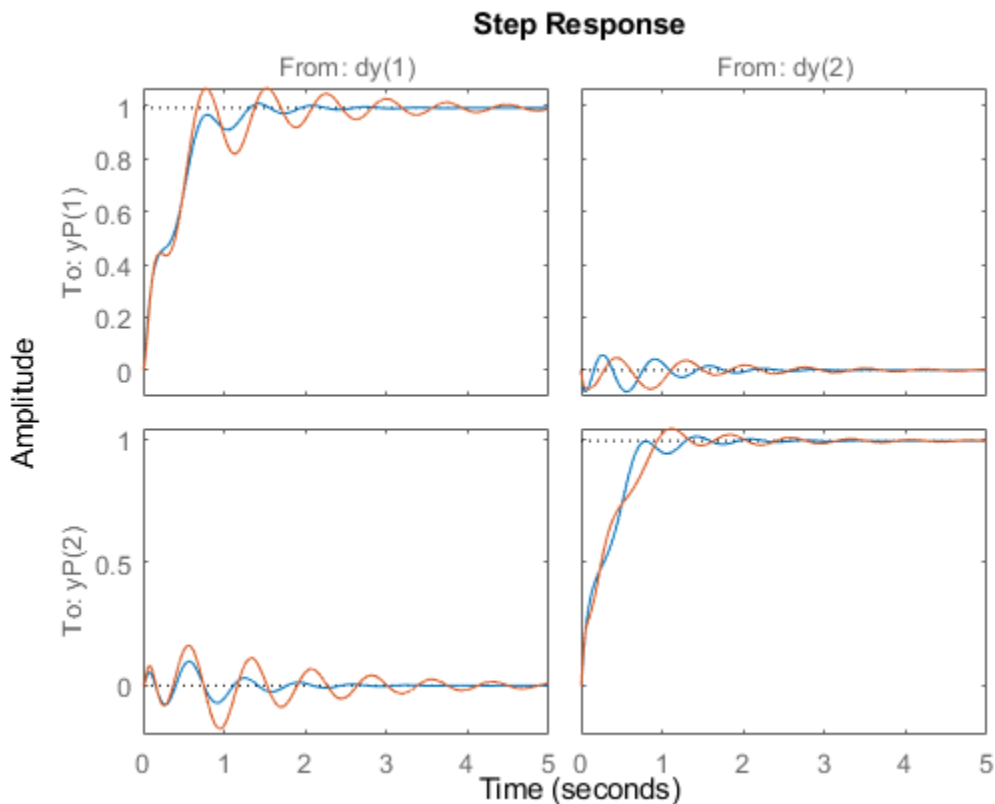 Step Response
From: dy(1)
From: dy(2)
Amplitude
To: yP(1)
1
0.8
0.6
0.4
0.2
0
To: yP(2)
1
0.5
0
0 1 2 3 4 5
0 1 2 3 4 5
Time (seconds)